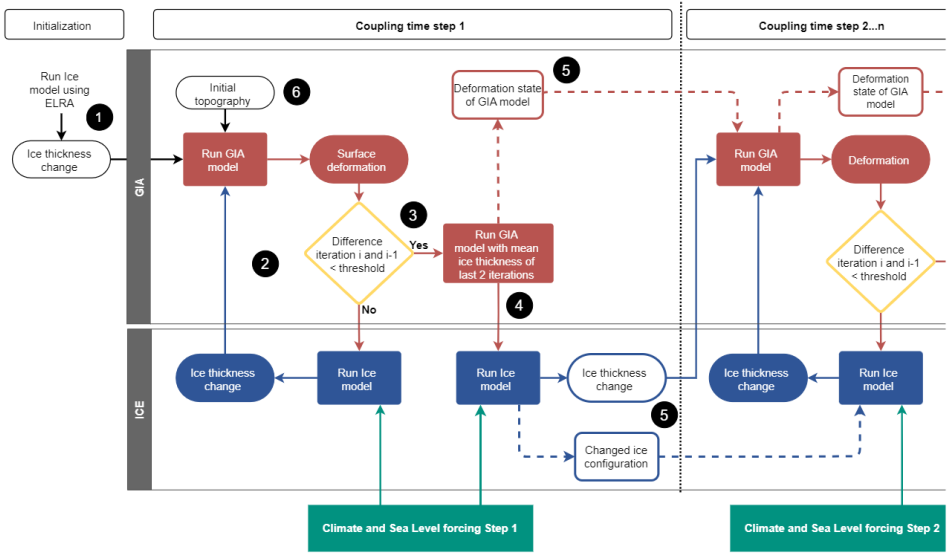 Initialization
Coupling time step 1
Coupling time step 2...n
Run Ice
model using
ELRA
1
Ice thickness
change
GIA
Initial
topography
6
Run GIA
model
Surface
deformation
2
Difference
iteration i and i-1
< threshold
3
Yes
No
Deformation state
of GIA model
5
Run GIA
model with mean
ice thickness of
last 2 iterations
4
Run GIA
model
Deformation
state of GIA
model
Deformation
Difference
iteration i and i-1
< threshold
ICE
Ice thickness
change
Run Ice
model
Run Ice
model
Ice thickness
change
5
Changed ice
configuration
Ice thickness
change
Run Ice
model
Climate and Sea Level forcing Step 1
Climate and Sea Level forcing Step 2